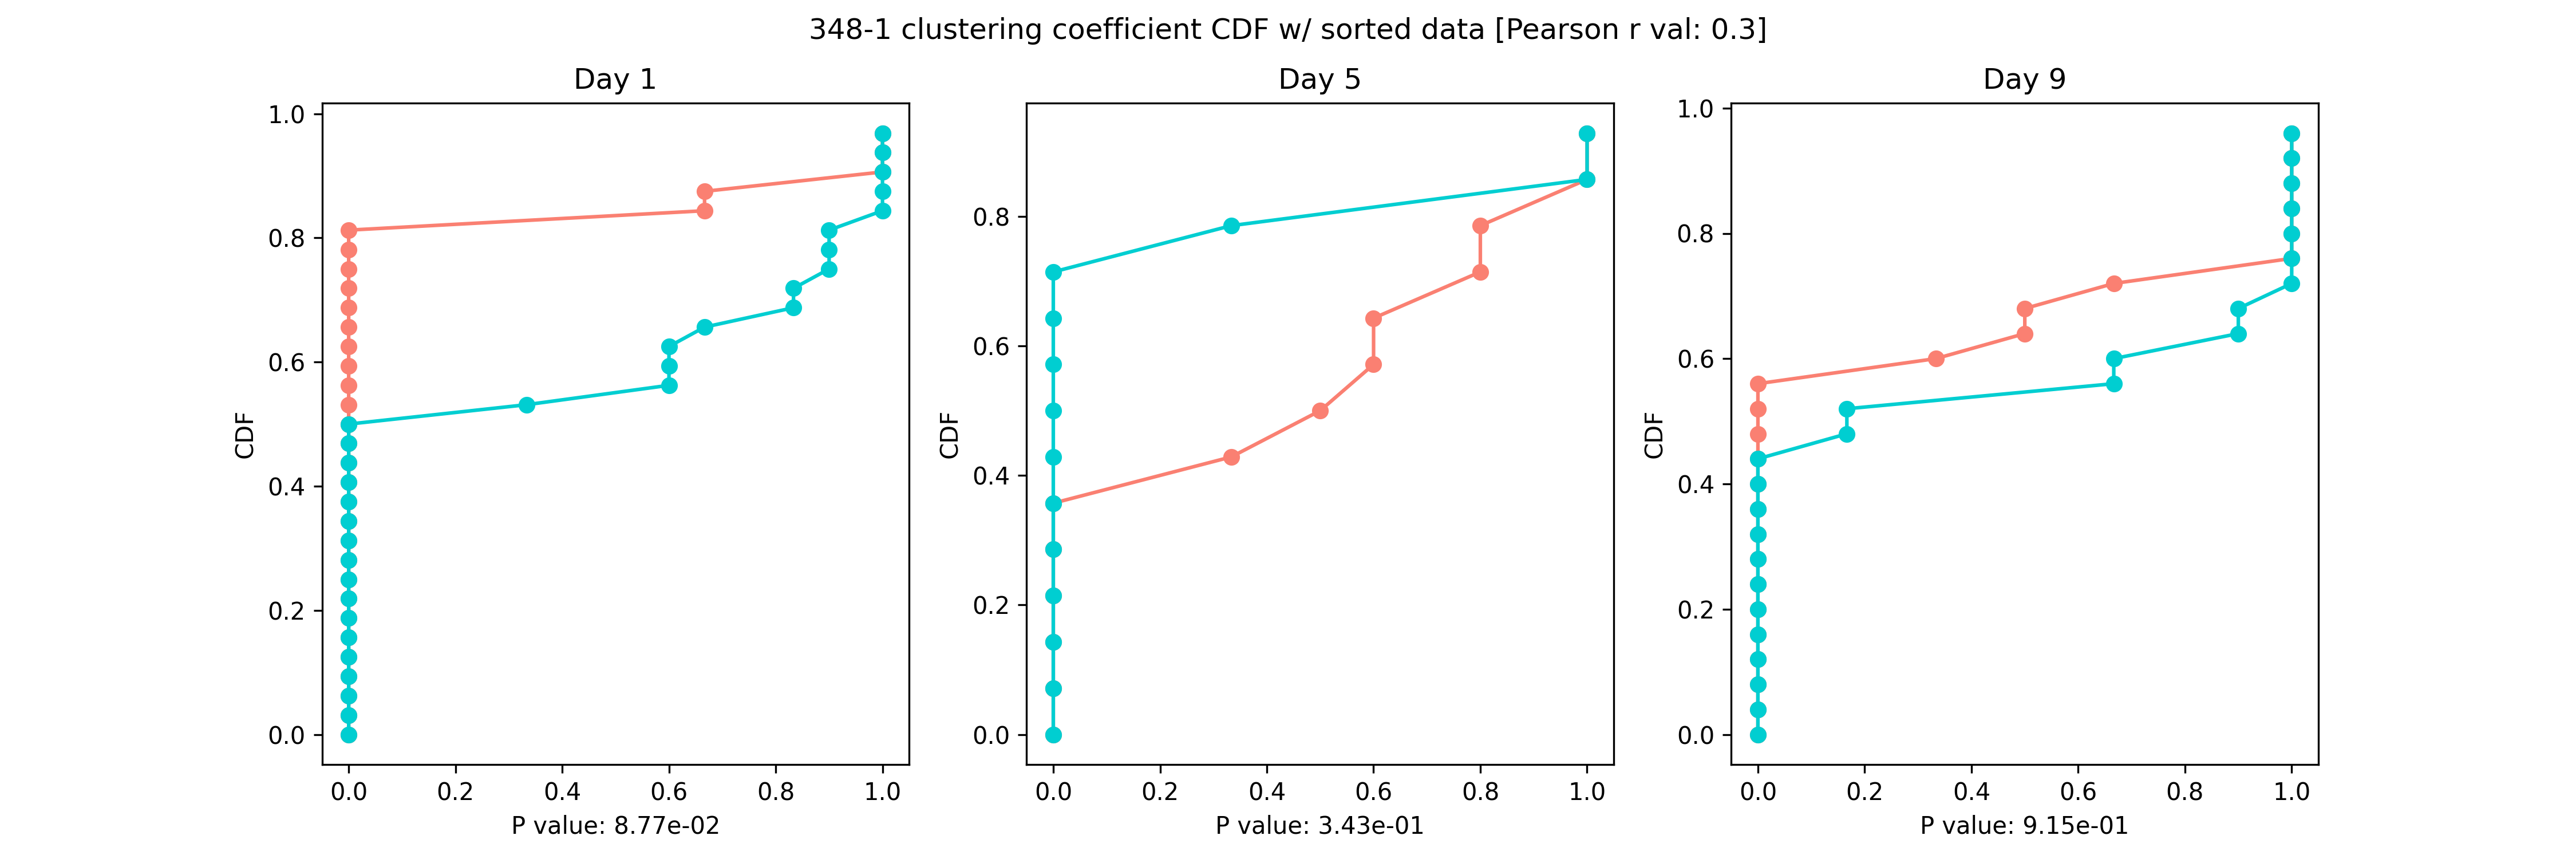 348-1 clustering coefficient CDF w/ sorted data [Pearson r val: 0.3]
Day 1
1.0
0.8
0.6
0.4
0.2
0.0
CDF
0.0 0.2 0.4 0.6 0.8 1.0
P value: 8.77e-02
Day 5
0.8
0.6
0.4
0.2
0.0
CDF
0.0 0.2 0.4 0.6 0.8 1.0
P value: 3.43e-01
Day 9
1.0
0.8
0.6
0.4
0.2
0.0
CDF
0.0 0.2 0.4 0.6 0.8 1.0
P value: 9.15e-01